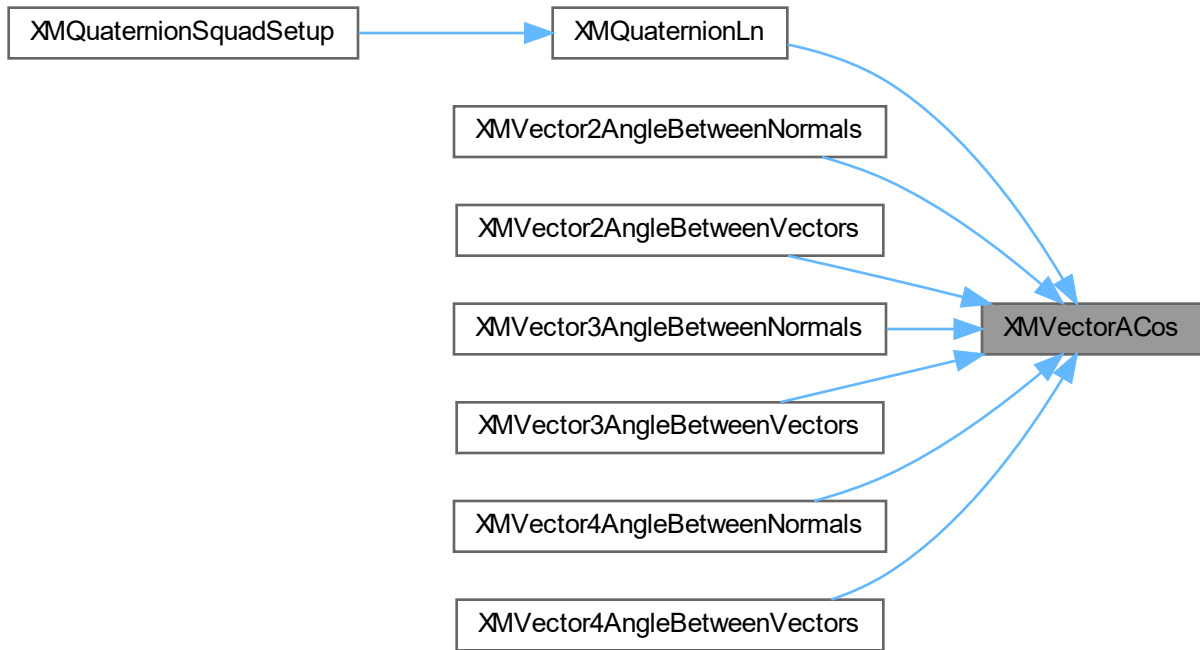 XMQuaternionSquadSetup
XMQuaternionLn
XMVector2AngleBetweenNormals
XMVector2AngleBetweenVectors
XMVector3AngleBetweenNormals
XMVectorACos
XMVector3AngleBetweenVectors
XMVector4AngleBetweenNormals
XMVector4AngleBetweenVectors